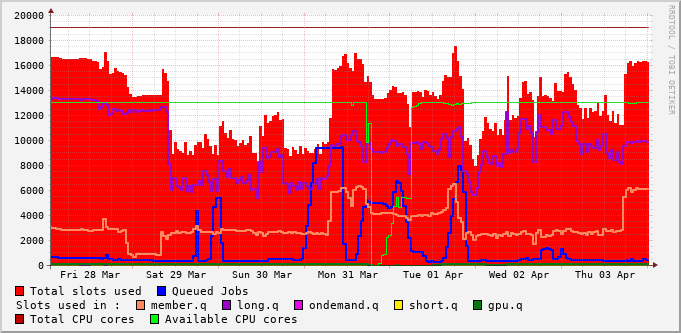 20000
18000
16000
14000
12000
10000
8000
6000
4000
2000
0
Fri 28 Mar Sat 29 Mar Sun 30 Mar Mon 31 Mar Tue 01 Apr Wed 02 Apr Thu 03 Apr
RRDTOOL / TOBI OETIKER
Total slots used Queued Jobs
Slots used in : member.q long.q ondemand.q short.q gpu.q
Total CPU cores Available CPU cores